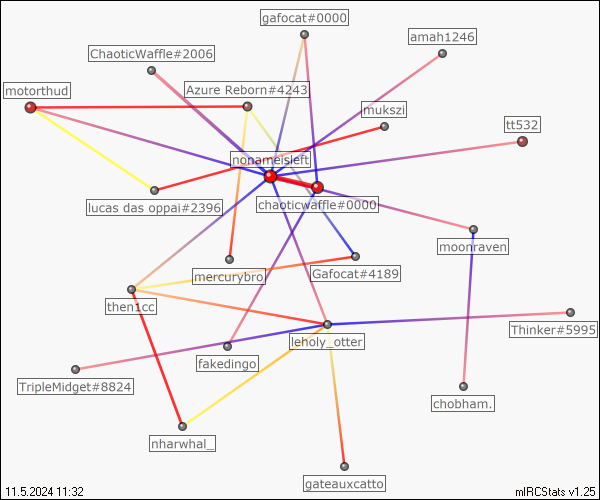 gafocat#0000
amah1246
ChaoticWaffle#2006
motorthud
Azure Reborn#4243
mukszi
tt532
nonameisleft
chaoticwaffle#0000
lucas das oppai#2396
moonraven
mercurybro
Gafocat#4189
then1cc
Thinker#5995
leholy_otter
fakedingo
TripleMidget#8824
chobham.
nharwhal_
gateauxcatto
11.5.2024 11:32
mIRCStats v1.25